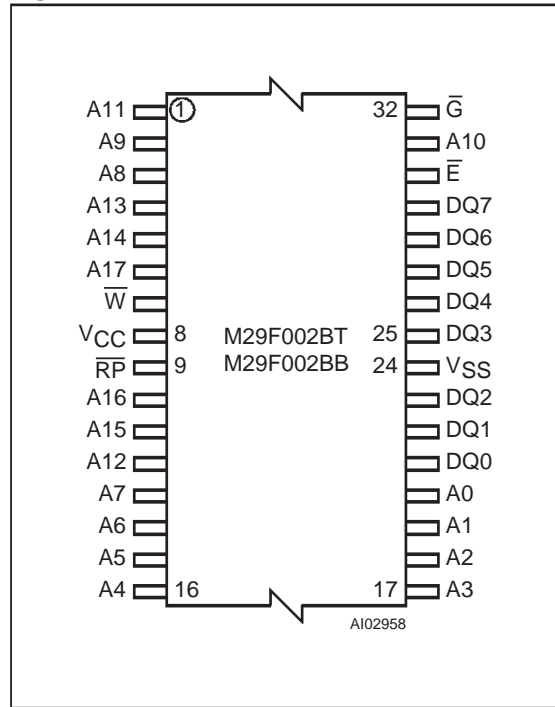 A11 1 32 G̅
A9 A10
A8 E̅
A13 DQ7
A14 DQ6
A17 DQ5
W̅ DQ4
VCC 8 M29F002BT 25 DQ3
R̅P̅ 9 M29F002BB 24 VSS
A16 DQ2
A15 DQ1
A12 DQ0
A7 A0
A6 A1
A5 A2
A4 16 17 A3
AI02958